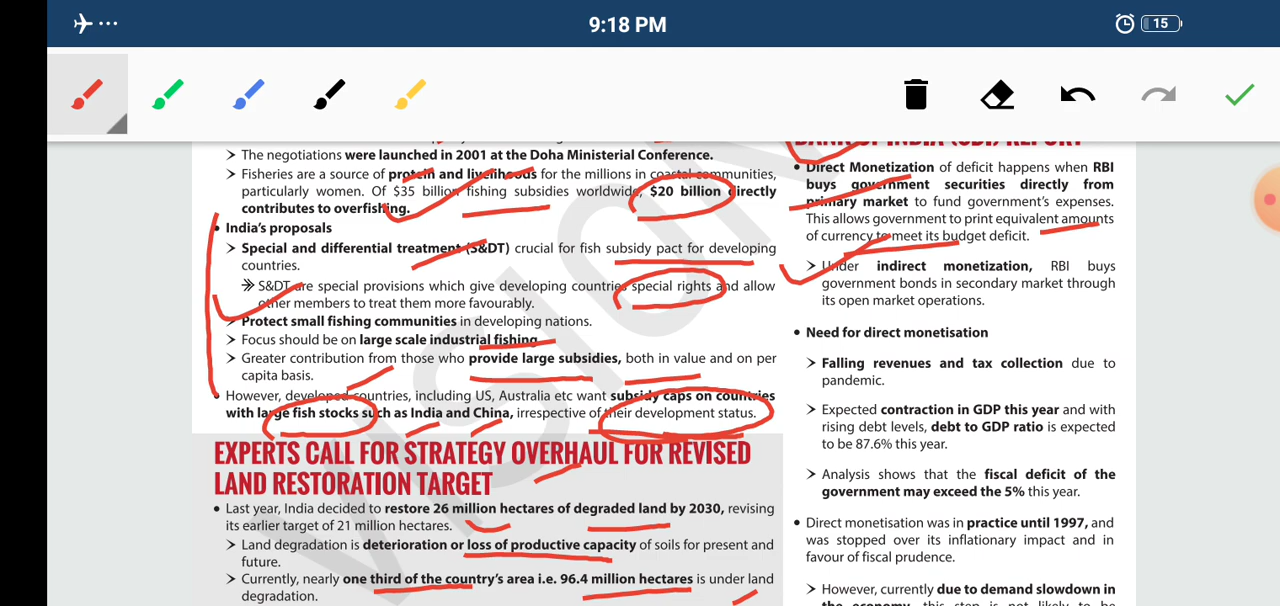 9:18 PM
15
➤ The negotiations were launched in 2001 at the Doha Ministerial Conference.
➤ Fisheries are a source of protein and livelihoods for the millions in coastal communities,
particularly women. Of $35 billion fishing subsidies worldwide, $20 billion directly
contributes to overfishing.
• India's proposals
➤ Special and differential treatment (S&DT) crucial for fish subsidy pact for developing
countries.
S&DT are special provisions which give developing countries special rights and allow
other members to treat them more favourably.
➤ Protect small fishing communities in developing nations.
➤ Focus should be on large scale industrial fishing.
➤ Greater contribution from those who provide large subsidies, both in value and on per
capita basis.
• However, developed countries, including US, Australia etc want subsidy caps on countries
with large fish stocks such as India and China, irrespective of their development status.
EXPERTS CALL FOR STRATEGY OVERHAUL FOR REVISED
LAND RESTORATION TARGET
• Last year, India decided to restore 26 million hectares of degraded land by 2030, revising
its earlier target of 21 million hectares.
➤ Land degradation is deterioration or loss of productive capacity of soils for present and
future.
➤ Currently, nearly one third of the country's area i.e. 96.4 million hectares is under land
degradation.
BANK OF INDIA (SBI) REPORT
• Direct Monetization of deficit happens when RBI
buys government securities directly from
primary market to fund government's expenses.
This allows government to print equivalent amounts
of currency to meet its budget deficit.
➤ Under indirect monetization, RBI buys
government bonds in secondary market through
its open market operations.
• Need for direct monetisation
➤ Falling revenues and tax collection due to
pandemic.
➤ Expected contraction in GDP this year and with
rising debt levels, debt to GDP ratio is expected
to be 87.6% this year.
➤ Analysis shows that the fiscal deficit of the
government may exceed the 5% this year.
• Direct monetisation was in practice until 1997, and
was stopped over its inflationary impact and in
favour of fiscal prudence.
➤ However, currently due to demand slowdown in
the economy, this step is not likely to be
VISION